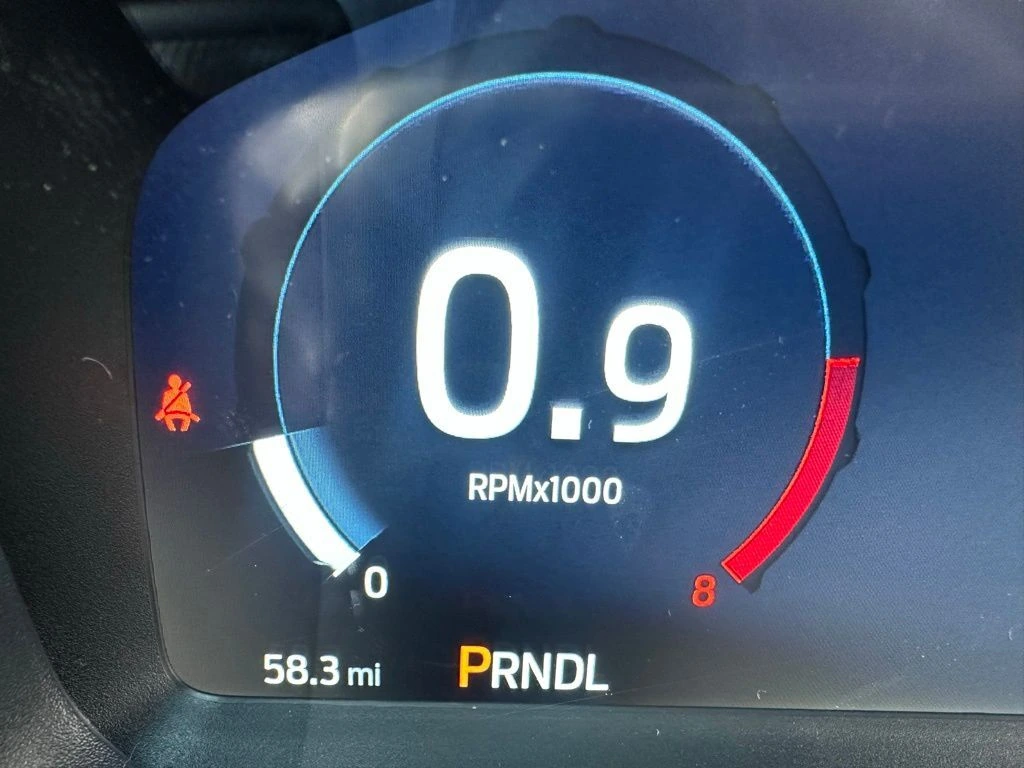 0.9
RPMx1000
0
8
58.3 mi
PRNDL